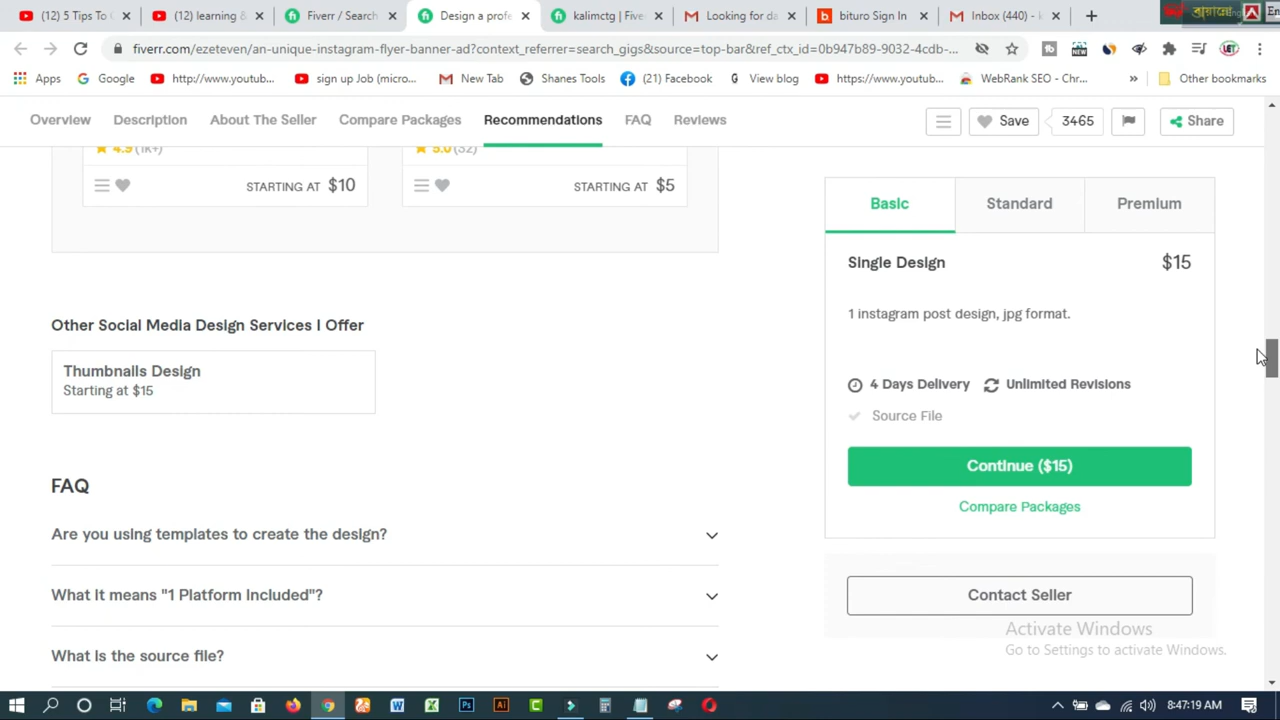 (12) 5 Tips To
(12) learning &
Fiverr / Search
Design a profe
kalimctg | Five
Looking for da
bituro Sign In
Inbox (440) - k
fiverr.com/ezeteven/an-unique-instagram-flyer-banner-ad?context_referrer=search_gigs&source=top-bar&ref_ctx_id=0b947b89-9032-4cdb-...
Apps
Google
http://www.youtub...
sign up Job (micro...
New Tab
Shanes Tools
(21) Facebook
View blog
https://www.youtub...
WebRank SEO - Chr...
»
Other bookmarks
Overview
Description
About The Seller
Compare Packages
Recommendations
FAQ
Reviews
Save
3465
Share
4.9 (1k+)
5.0 (32)
STARTING AT $10
STARTING AT $5
Basic
Standard
Premium
Single Design
$15
1 instagram post design, jpg format.
4 Days Delivery
Unlimited Revisions
Source File
Continue ($15)
Compare Packages
Contact Seller
Other Social Media Design Services I Offer
Thumbnails Design
Starting at $15
FAQ
Are you using templates to create the design?
What it means "1 Platform Included"?
What is the source file?
Activate Windows
Go to Settings to activate Windows.
8:47:19 AM